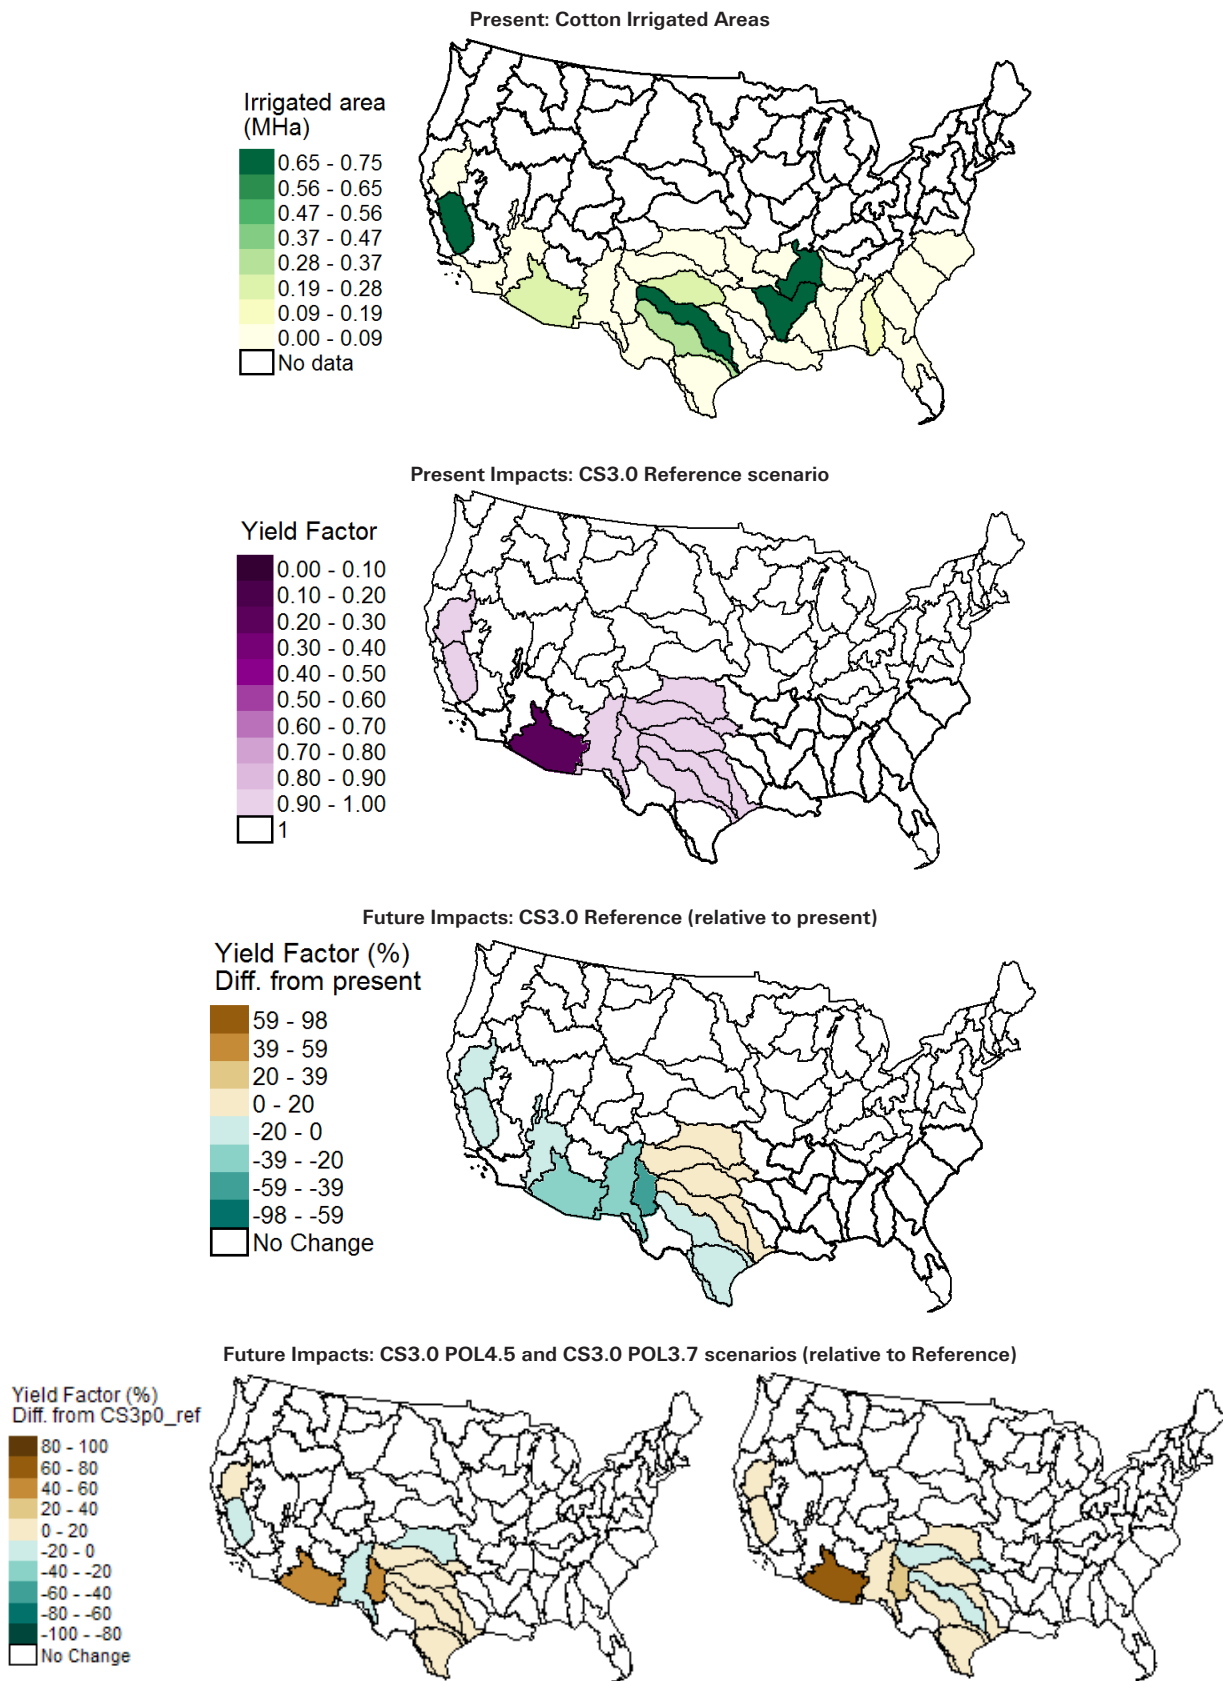 Present: Cotton Irrigated Areas
Irrigated area
(MHa)
0.65 - 0.75
0.56 - 0.65
0.47 - 0.56
0.37 - 0.47
0.28 - 0.37
0.19 - 0.28
0.09 - 0.19
0.00 - 0.09
No data
Present Impacts: CS3.0 Reference scenario
Yield Factor
0.00 - 0.10
0.10 - 0.20
0.20 - 0.30
0.30 - 0.40
0.40 - 0.50
0.50 - 0.60
0.60 - 0.70
0.70 - 0.80
0.80 - 0.90
0.90 - 1.00
1
Future Impacts: CS3.0 Reference (relative to present)
Yield Factor (%)
Diff. from present
59 - 98
39 - 59
20 - 39
0 - 20
-20 - 0
-39 - -20
-59 - -39
-98 - -59
No Change
Future Impacts: CS3.0 POL4.5 and CS3.0 POL3.7 scenarios (relative to Reference)
Yield Factor (%)
Diff. from CS3p0_ref
80 - 100
60 - 80
40 - 60
20 - 40
0 - 20
-20 - 0
-40 - -20
-60 - -40
-80 - -60
-100 - -80
No Change